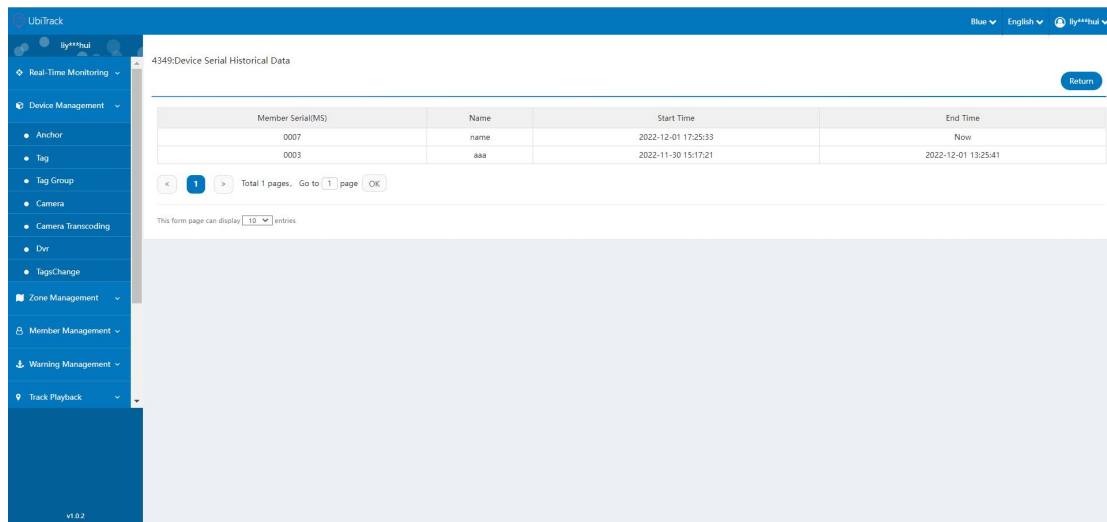 UbiTrack
Blue English liy***hui
liy***hui
Real-Time Monitoring
Device Management
Anchor
Tag
Tag Group
Camera
Camera Transcoding
Dvr
TagsChange
Zone Management
Member Management
Warning Management
Track Playback
v1.0.2
4349:Device Serial Historical Data
Return
Member Serial(MS) Name Start Time End Time
0007 name 2022-12-01 17:25:33 Now
0003 aaa 2022-11-30 15:17:21 2022-12-01 13:25:41
< 1 > Total 1 pages, Go to 1 page OK
This form page can display 10 entries